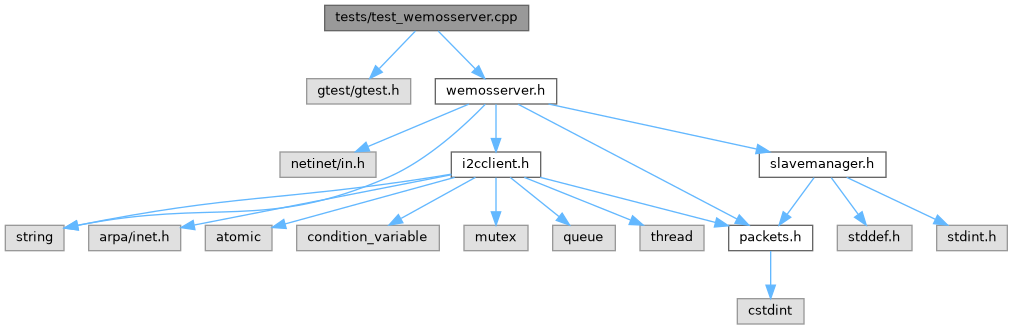 tests/test_wemosserver.cpp
gtest/gtest.h
wemosserver.h
netinet/in.h
i2cclient.h
slavemanager.h
string
arpa/inet.h
atomic
condition_variable
mutex
queue
thread
packets.h
stddef.h
stdint.h
cstdint